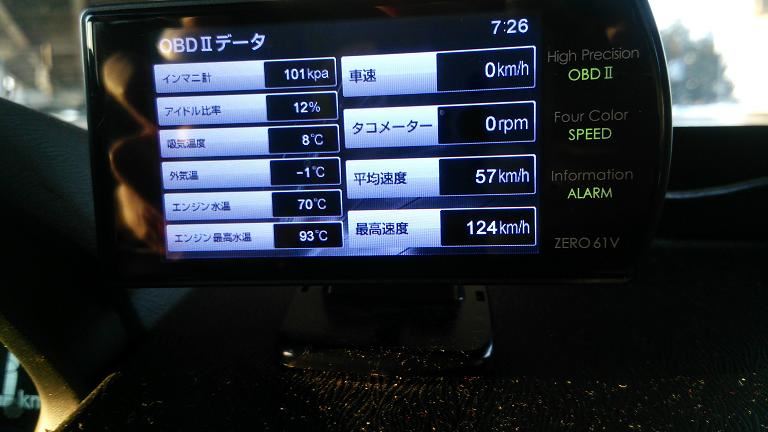 OBDⅡデータ
7:26
インマニ計 101kpa
アイドル比率 12%
吸気温度 8℃
外気温 -1℃
エンジン水温 70℃
エンジン最高水温 93℃
車速 0km/h
タコメーター 0rpm
平均速度 57km/h
最高速度 124km/h
High Precision
OBDⅡ
Four Color
SPEED
Information
ALARM
ZERO 61V
km